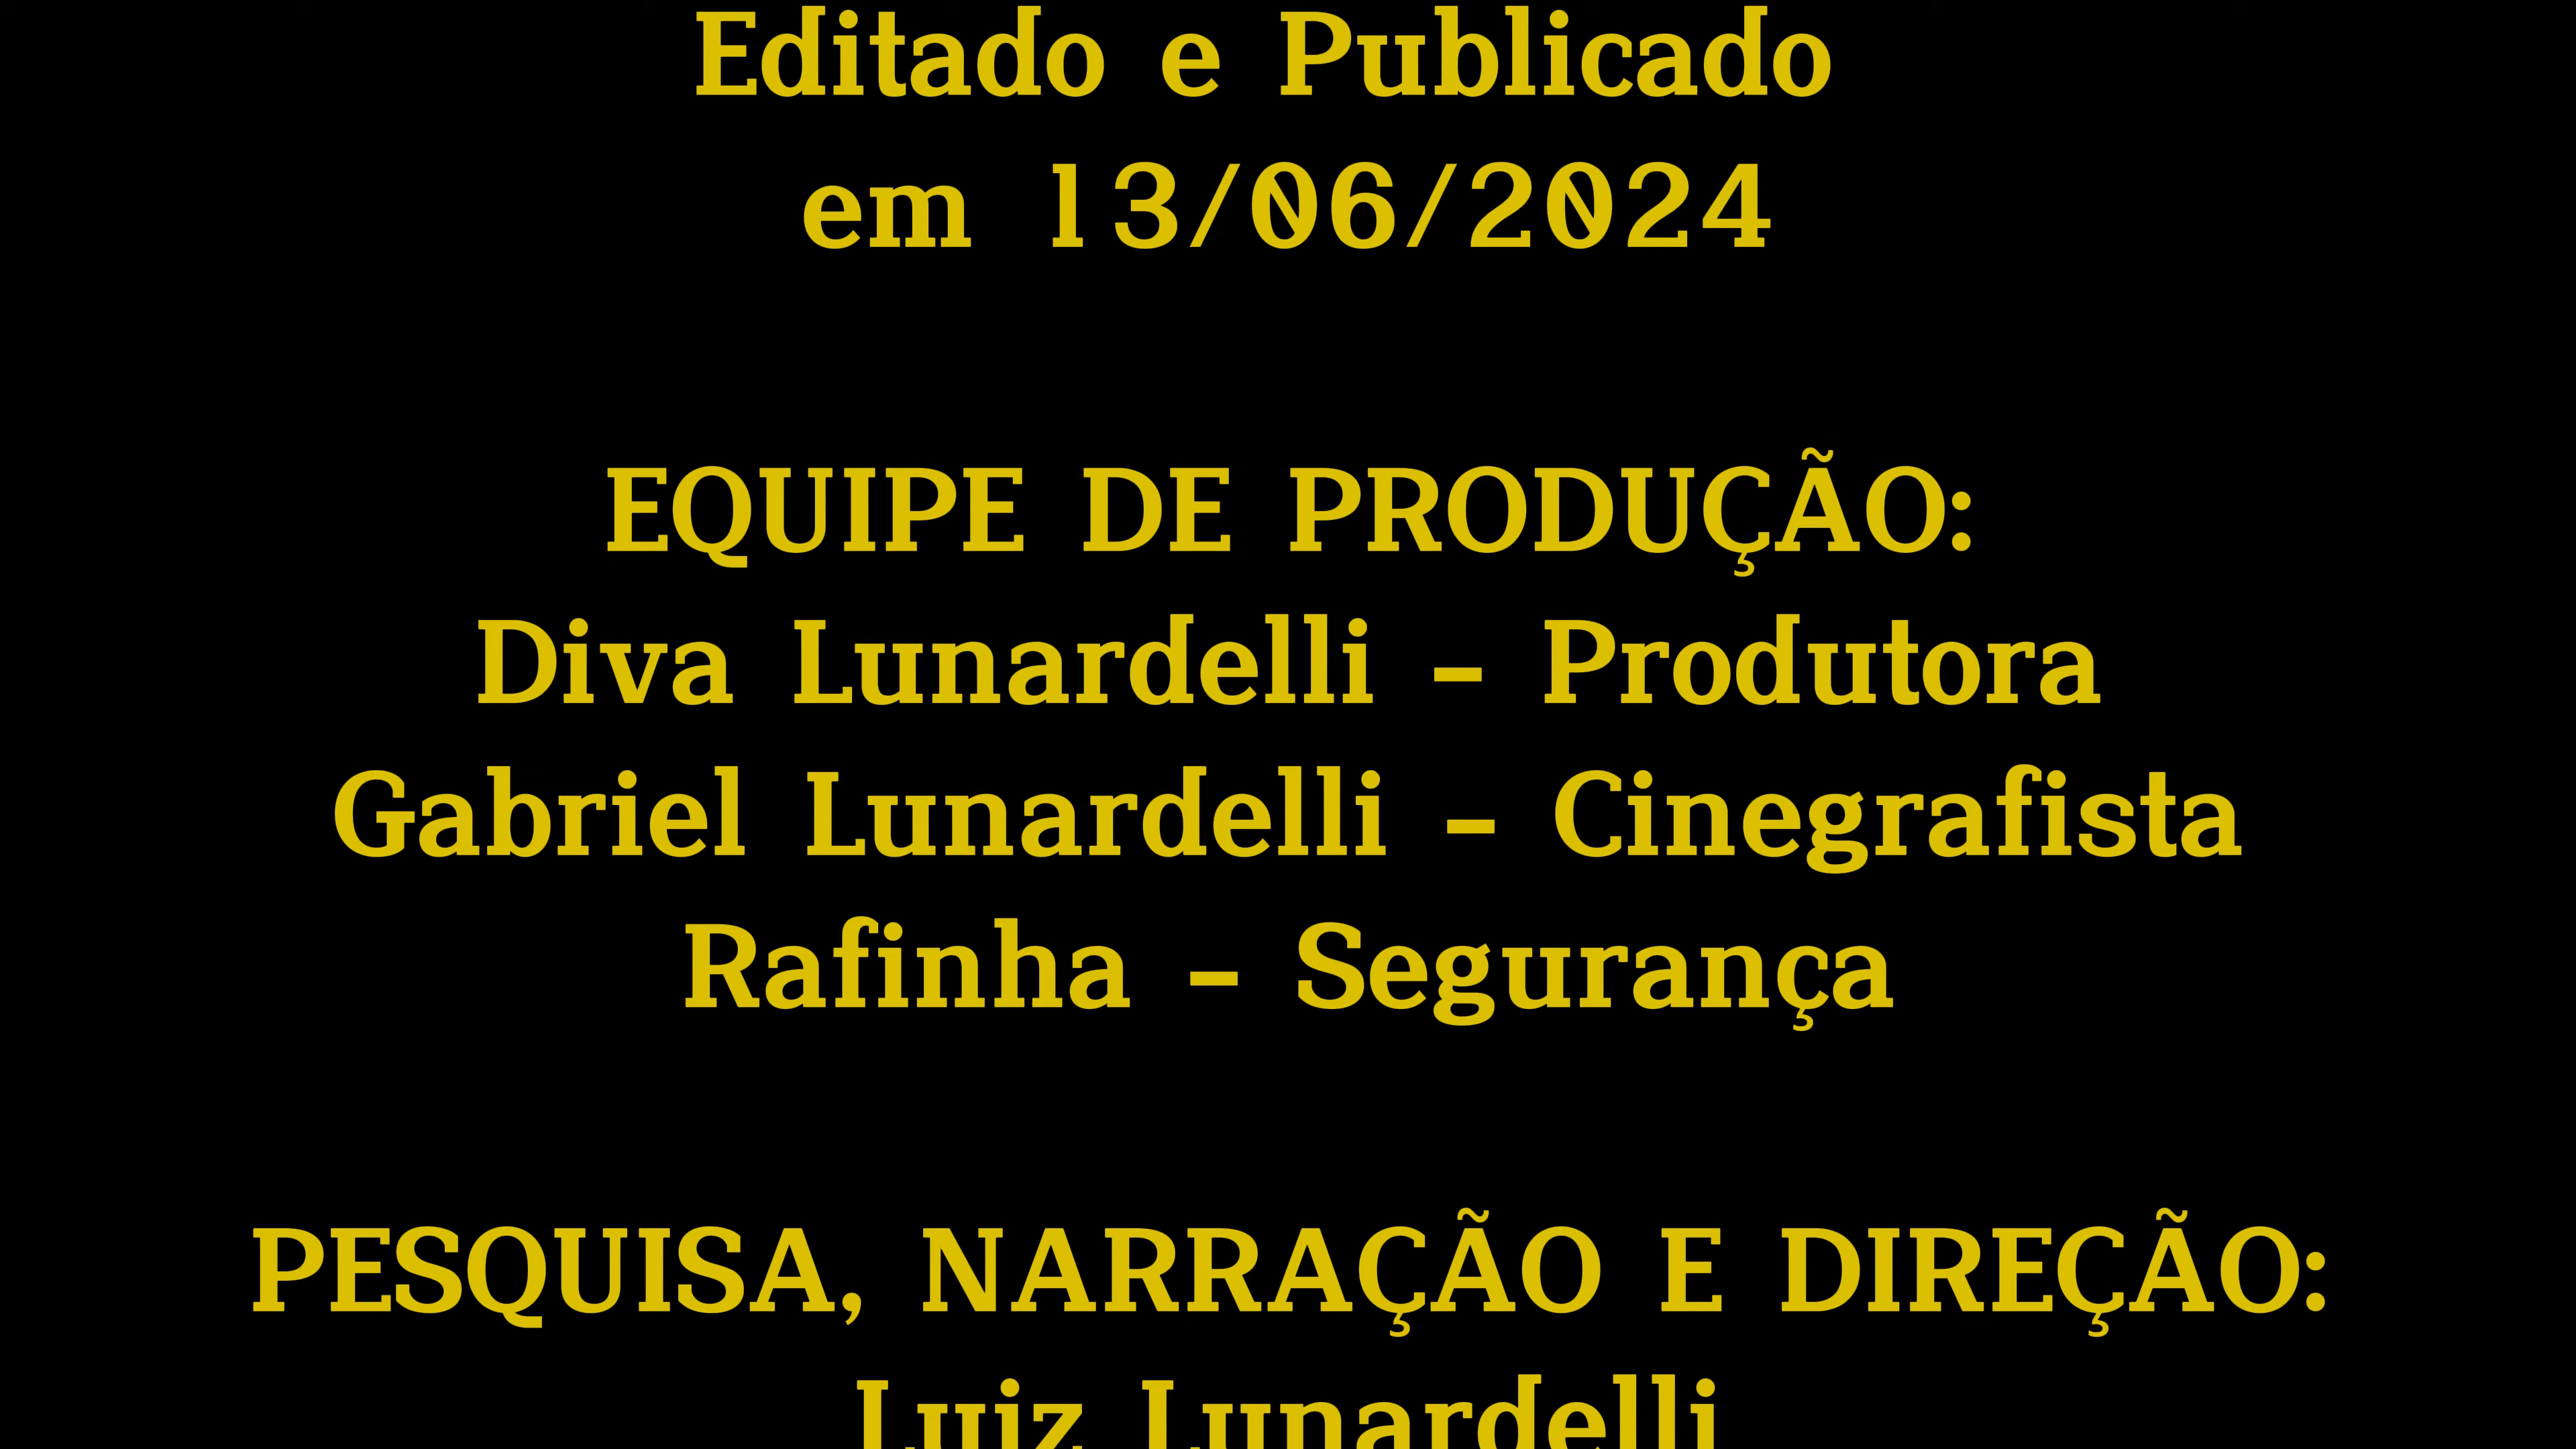 Editado e Publicado
em 13/06/2024
EQUIPE DE PRODUÇÃO:
Diva Lunardelli - Produtora
Gabriel Lunardelli - Cinegrafista
Rafinha - Segurança
PESQUISA, NARRAÇÃO E DIREÇÃO:
Luiz Lunardelli